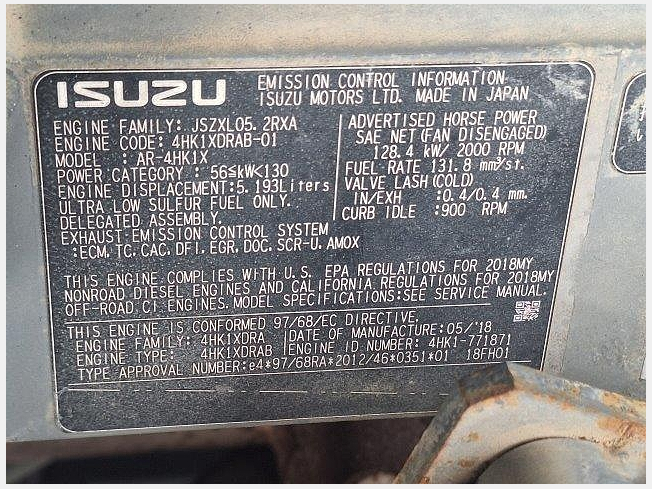 ISUZU
EMISSION CONTROL INFORMATION
ISUZU MOTORS LTD. MADE IN JAPAN
ENGINE FAMILY: JSZXL05. 2RXA
ENGINE CODE: 4HK1XDRAB-01
MODEL : AR-4HK1X
POWER CATEGORY : 56≤kW<130
ENGINE DISPLACEMENT:5. 193Liters
ULTRA LOW SULFUR FUEL ONLY.
DELEGATED ASSEMBLY.
EXHAUST EMISSION CONTROL SYSTEM
:ECM, TC, CAC, DFI, EGR, DOC, SCR-U, AMOX
ADVERTISED HORSE POWER
SAE NET(FAN DISENGAGED)
128.4 kW/ 2000 RPM
FUEL RATE 131.8 mm³/st.
VALVE LASH(COLD)
IN/EXH :0.4/0.4 mm.
CURB IDLE :900 RPM
THIS ENGINE COMPLIES WITH U.S. EPA REGULATIONS FOR 2018MY
NONROAD DIESEL ENGINES AND CALIFORNIA REGULATIONS FOR 2018MY
OFF-ROAD CI ENGINES. MODEL SPECIFICATIONS:SEE SERVICE MANUAL.
THIS ENGINE IS CONFORMED 97/68/EC DIRECTIVE.
ENGINE FAMILY: 4HK1XDRA DATE OF MANUFACTURE:05/'18
ENGINE TYPE: 4HK1XDRAB ENGINE ID NUMBER: 4HK1-771871
TYPE APPROVAL NUMBER:e4*97/68RA*2012/46*0351*01 18FH01